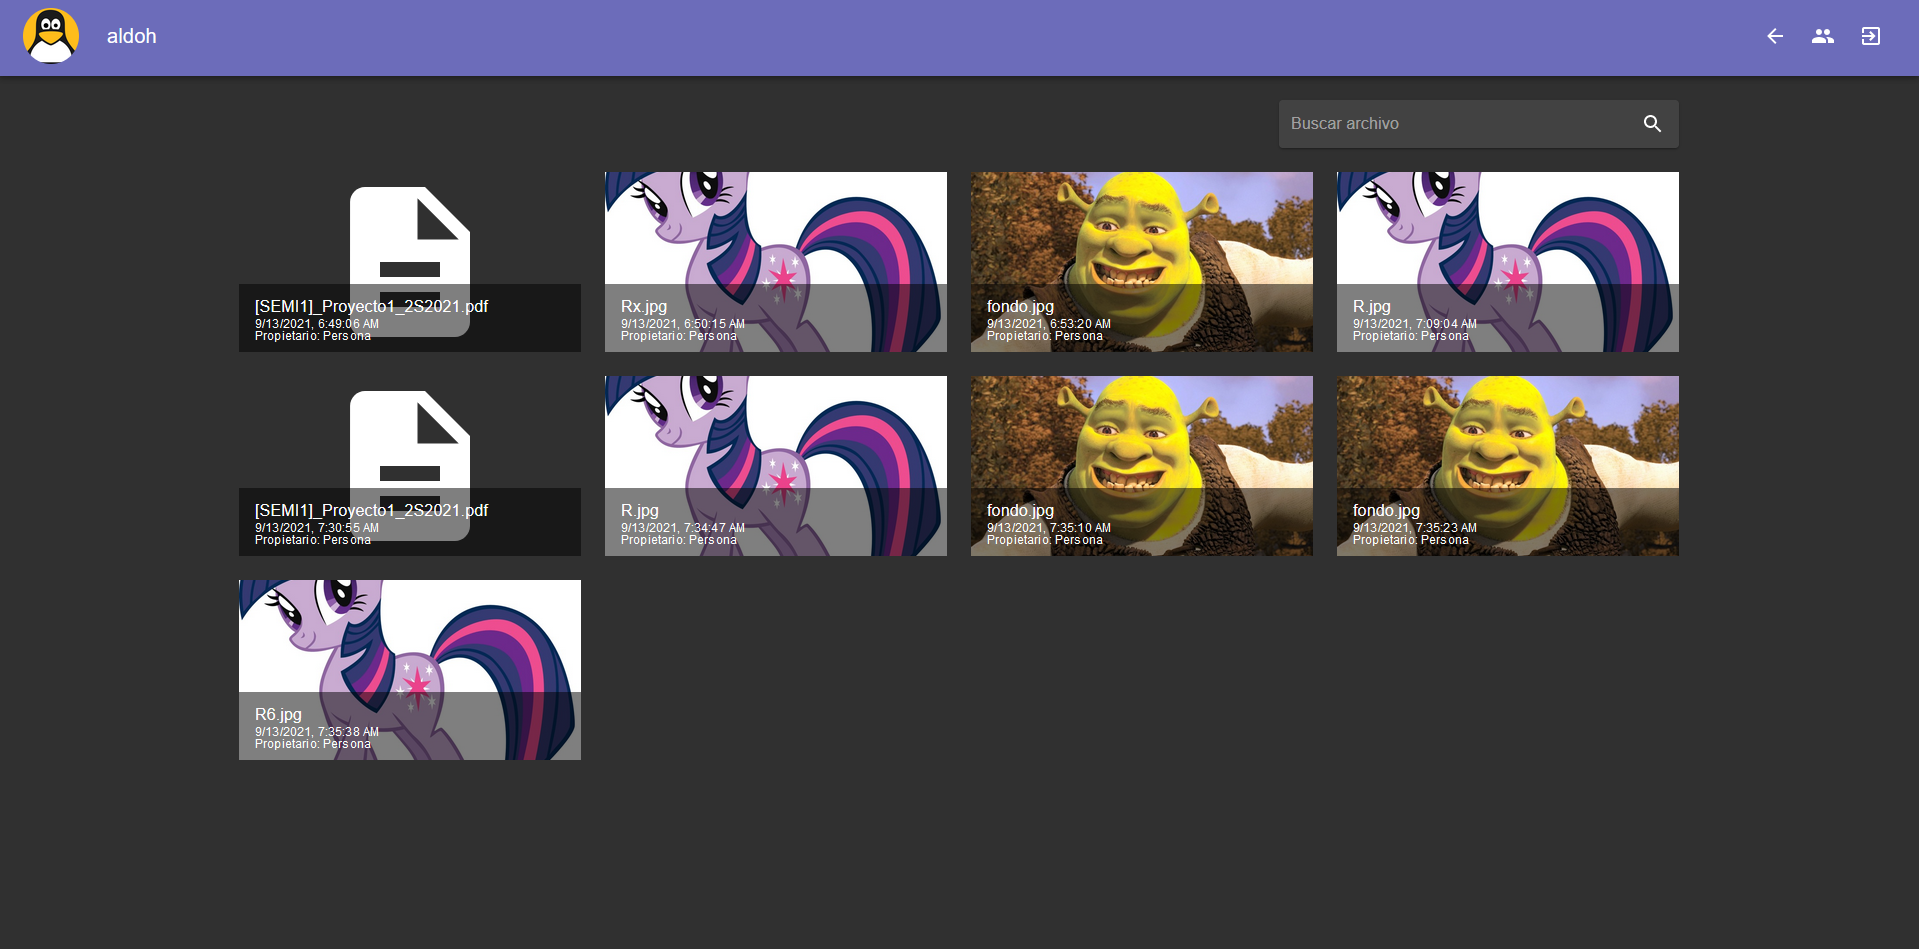 aldoh
Buscar archivo
[SEMI1]_Proyecto1_2S2021.pdf
9/13/2021, 6:49:06 AM
Propietario: Persona
Rx.jpg
9/13/2021, 6:50:15 AM
Propietario: Persona
fondo.jpg
9/13/2021, 6:53:20 AM
Propietario: Persona
R.jpg
9/13/2021, 7:09:04 AM
Propietario: Persona
[SEMI1]_Proyecto1_2S2021.pdf
9/13/2021, 7:30:55 AM
Propietario: Persona
R.jpg
9/13/2021, 7:34:47 AM
Propietario: Persona
fondo.jpg
9/13/2021, 7:35:10 AM
Propietario: Persona
fondo.jpg
9/13/2021, 7:35:23 AM
Propietario: Persona
R6.jpg
9/13/2021, 7:35:38 AM
Propietario: Persona